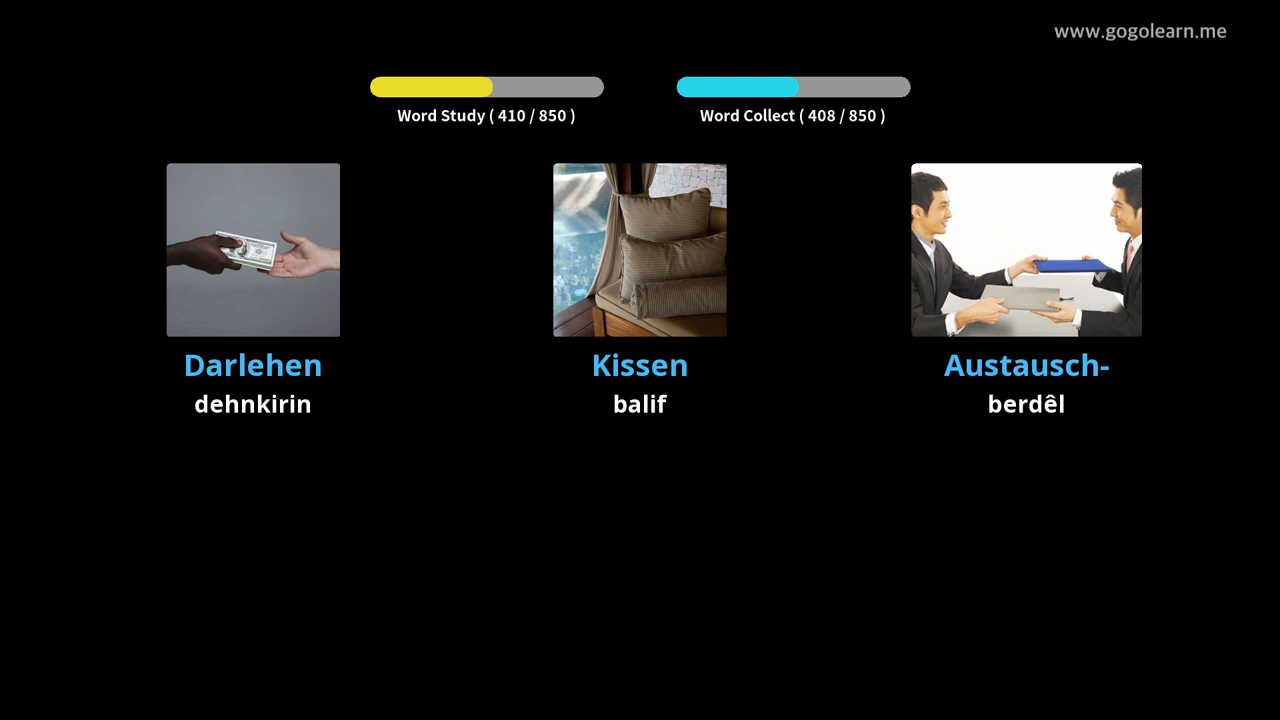 www.gogolearn.me
Word Study ( 410 / 850 )
Word Collect ( 408 / 850 )
Darlehen
dehnkirin
Kissen
balif
Austausch-
berdêl